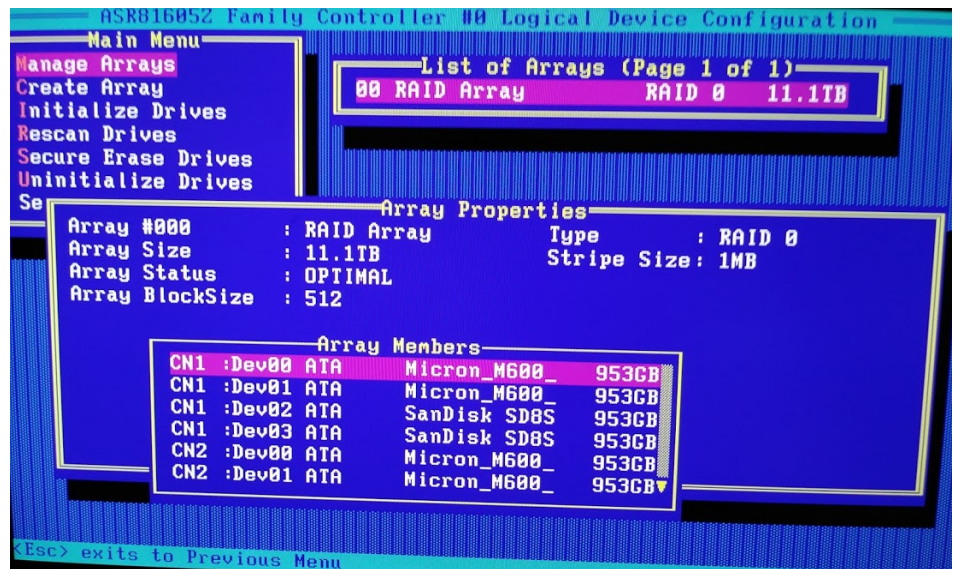 ASR81605Z Family Controller #0 Logical Device Configuration
Main Menu
Manage Arrays
Create Array
Initialize Drives
Rescan Drives
Secure Erase Drives
Uninitialize Drives
Se
List of Arrays (Page 1 of 1)
00 RAID Array RAID 0 11.1TB
Array Properties
Array #000 : RAID Array Type : RAID 0
Array Size : 11.1TB Stripe Size: 1MB
Array Status : OPTIMAL
Array BlockSize : 512
Array Members
CN1 :Dev00 ATA Micron_M600_ 953GB
CN1 :Dev01 ATA Micron_M600_ 953GB
CN1 :Dev02 ATA SanDisk SD8S 953GB
CN1 :Dev03 ATA SanDisk SD8S 953GB
CN2 :Dev00 ATA Micron_M600_ 953GB
CN2 :Dev01 ATA Micron_M600_ 953GB
<Esc> exits to Previous Menu